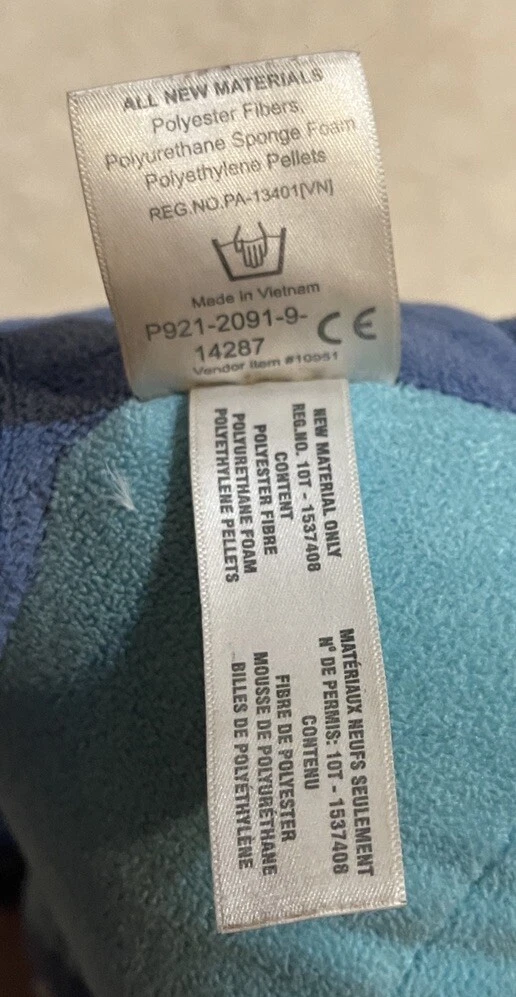 ALL NEW MATERIALS
Polyester Fibers,
Polyurethane Sponge Foam
Polyethylene Pellets
REG.NO.PA-13401[VN]
Made in Vietnam
P921-2091-9-
14287
CE
Vendor Item #10051
NEW MATERIAL ONLY
REG.NO. 10T - 1537408
CONTENT
POLYESTER FIBRE
POLYURETHANE FOAM
POLYETHYLENE PELLETS
MATÉRIAUX NEUFS SEULEMENT
N° DE PERMIS: 10T - 1537408
CONTENU
FIBRE DE POLYESTER
MOUSSE DE POLYURÉTHANE
BILLES DE POLYÉTHYLÈNE